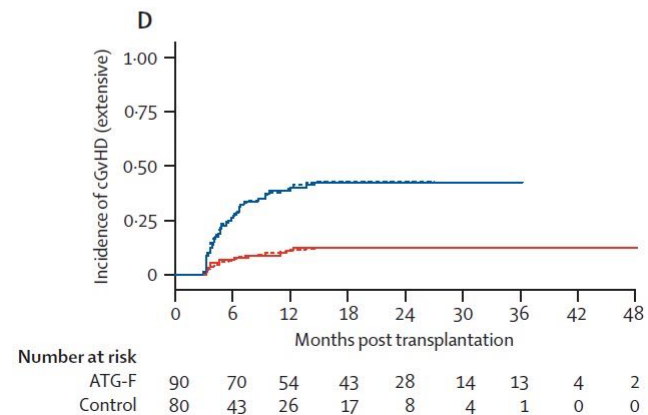 D
Incidence of cGvHD (extensive)
1·00
0·75
0·50
0·25
0
0 6 12 18 24 30 36 42 48
Months post transplantation
Number at risk
ATG-F 90 70 54 43 28 14 13 4 2
Control 80 43 26 17 8 4 1 0 0